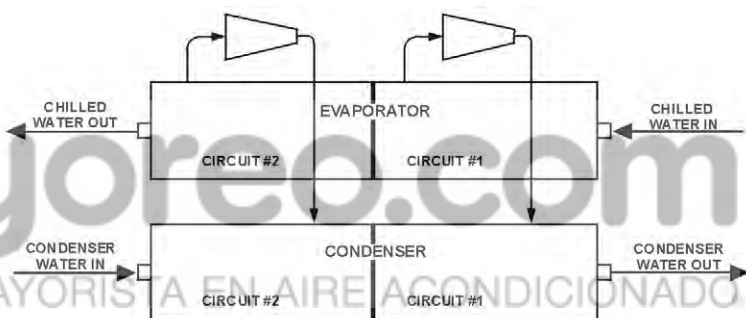 CHILLED
WATER OUT
EVAPORATOR
CHILLED
WATER IN
CIRCUIT #2
CIRCUIT #1
yoreo.com
CONDENSER
WATER IN
CONDENSER
CONDENSER
WATER OUT
CIRCUIT #2
CIRCUIT #1
MAYORISTA EN AIRE ACONDICIONADO